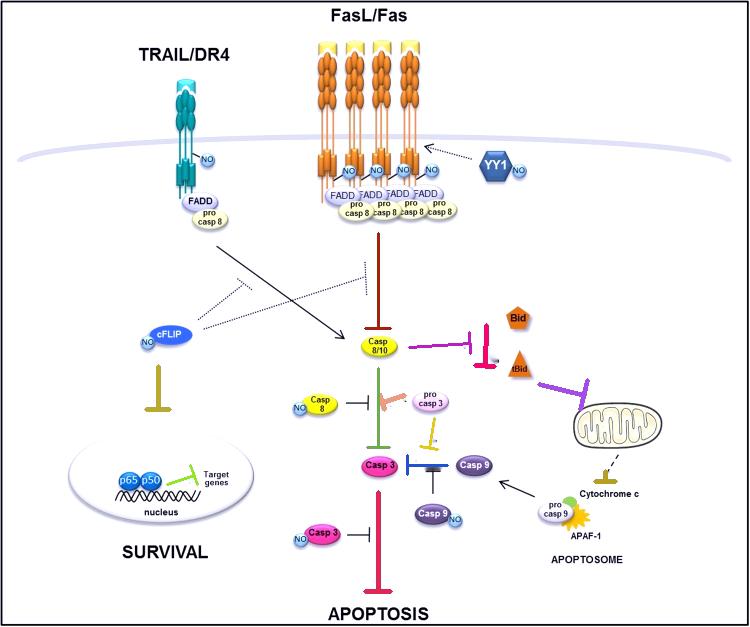 FasL/Fas
TRAIL/DR4
NO
YY1
NO
NO
NO
NO
NO
FADD
FADD
FADD
FADD
FADD
pro
casp 8
pro
casp 8
pro
casp 8
pro
casp 8
pro
casp 8
cFLIP
NO
Casp
8/10
Bid
tBid
NO
Casp
8
pro
casp 3
Casp 3
Casp 9
Cytochrome c
p65
p50
Target
genes
nucleus
Casp 9
NO
pro
casp 9
APAF-1
NO
Casp 3
SURVIVAL
APOPTOSOME
APOPTOSIS